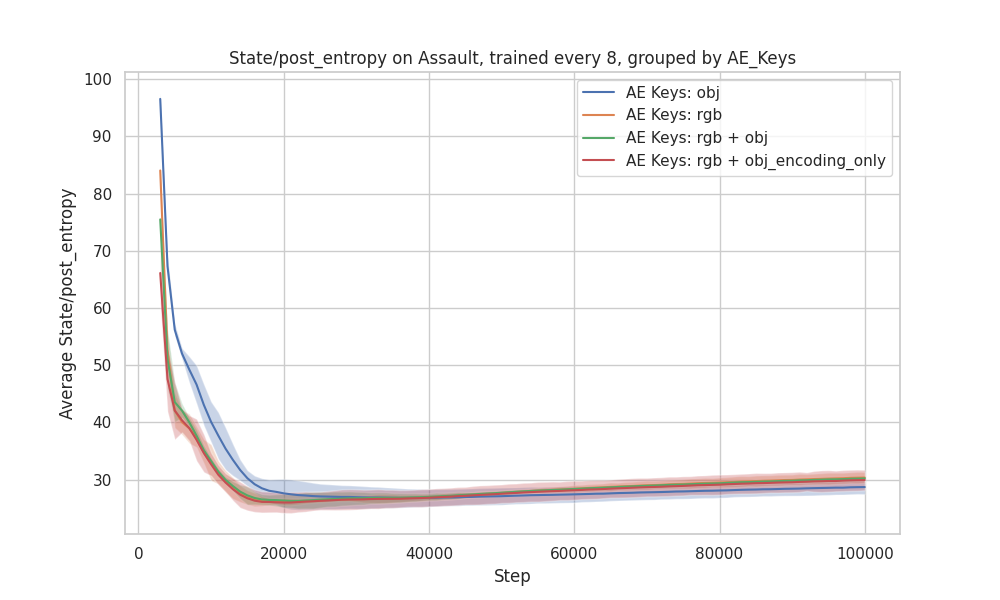 State/post_entropy on Assault, trained every 8, grouped by AE_Keys
100
90
80
70
60
50
40
30
Average State/post_entropy
AE Keys: obj
AE Keys: rgb
AE Keys: rgb + obj
AE Keys: rgb + obj_encoding_only
0 20000 40000 60000 80000 100000
Step